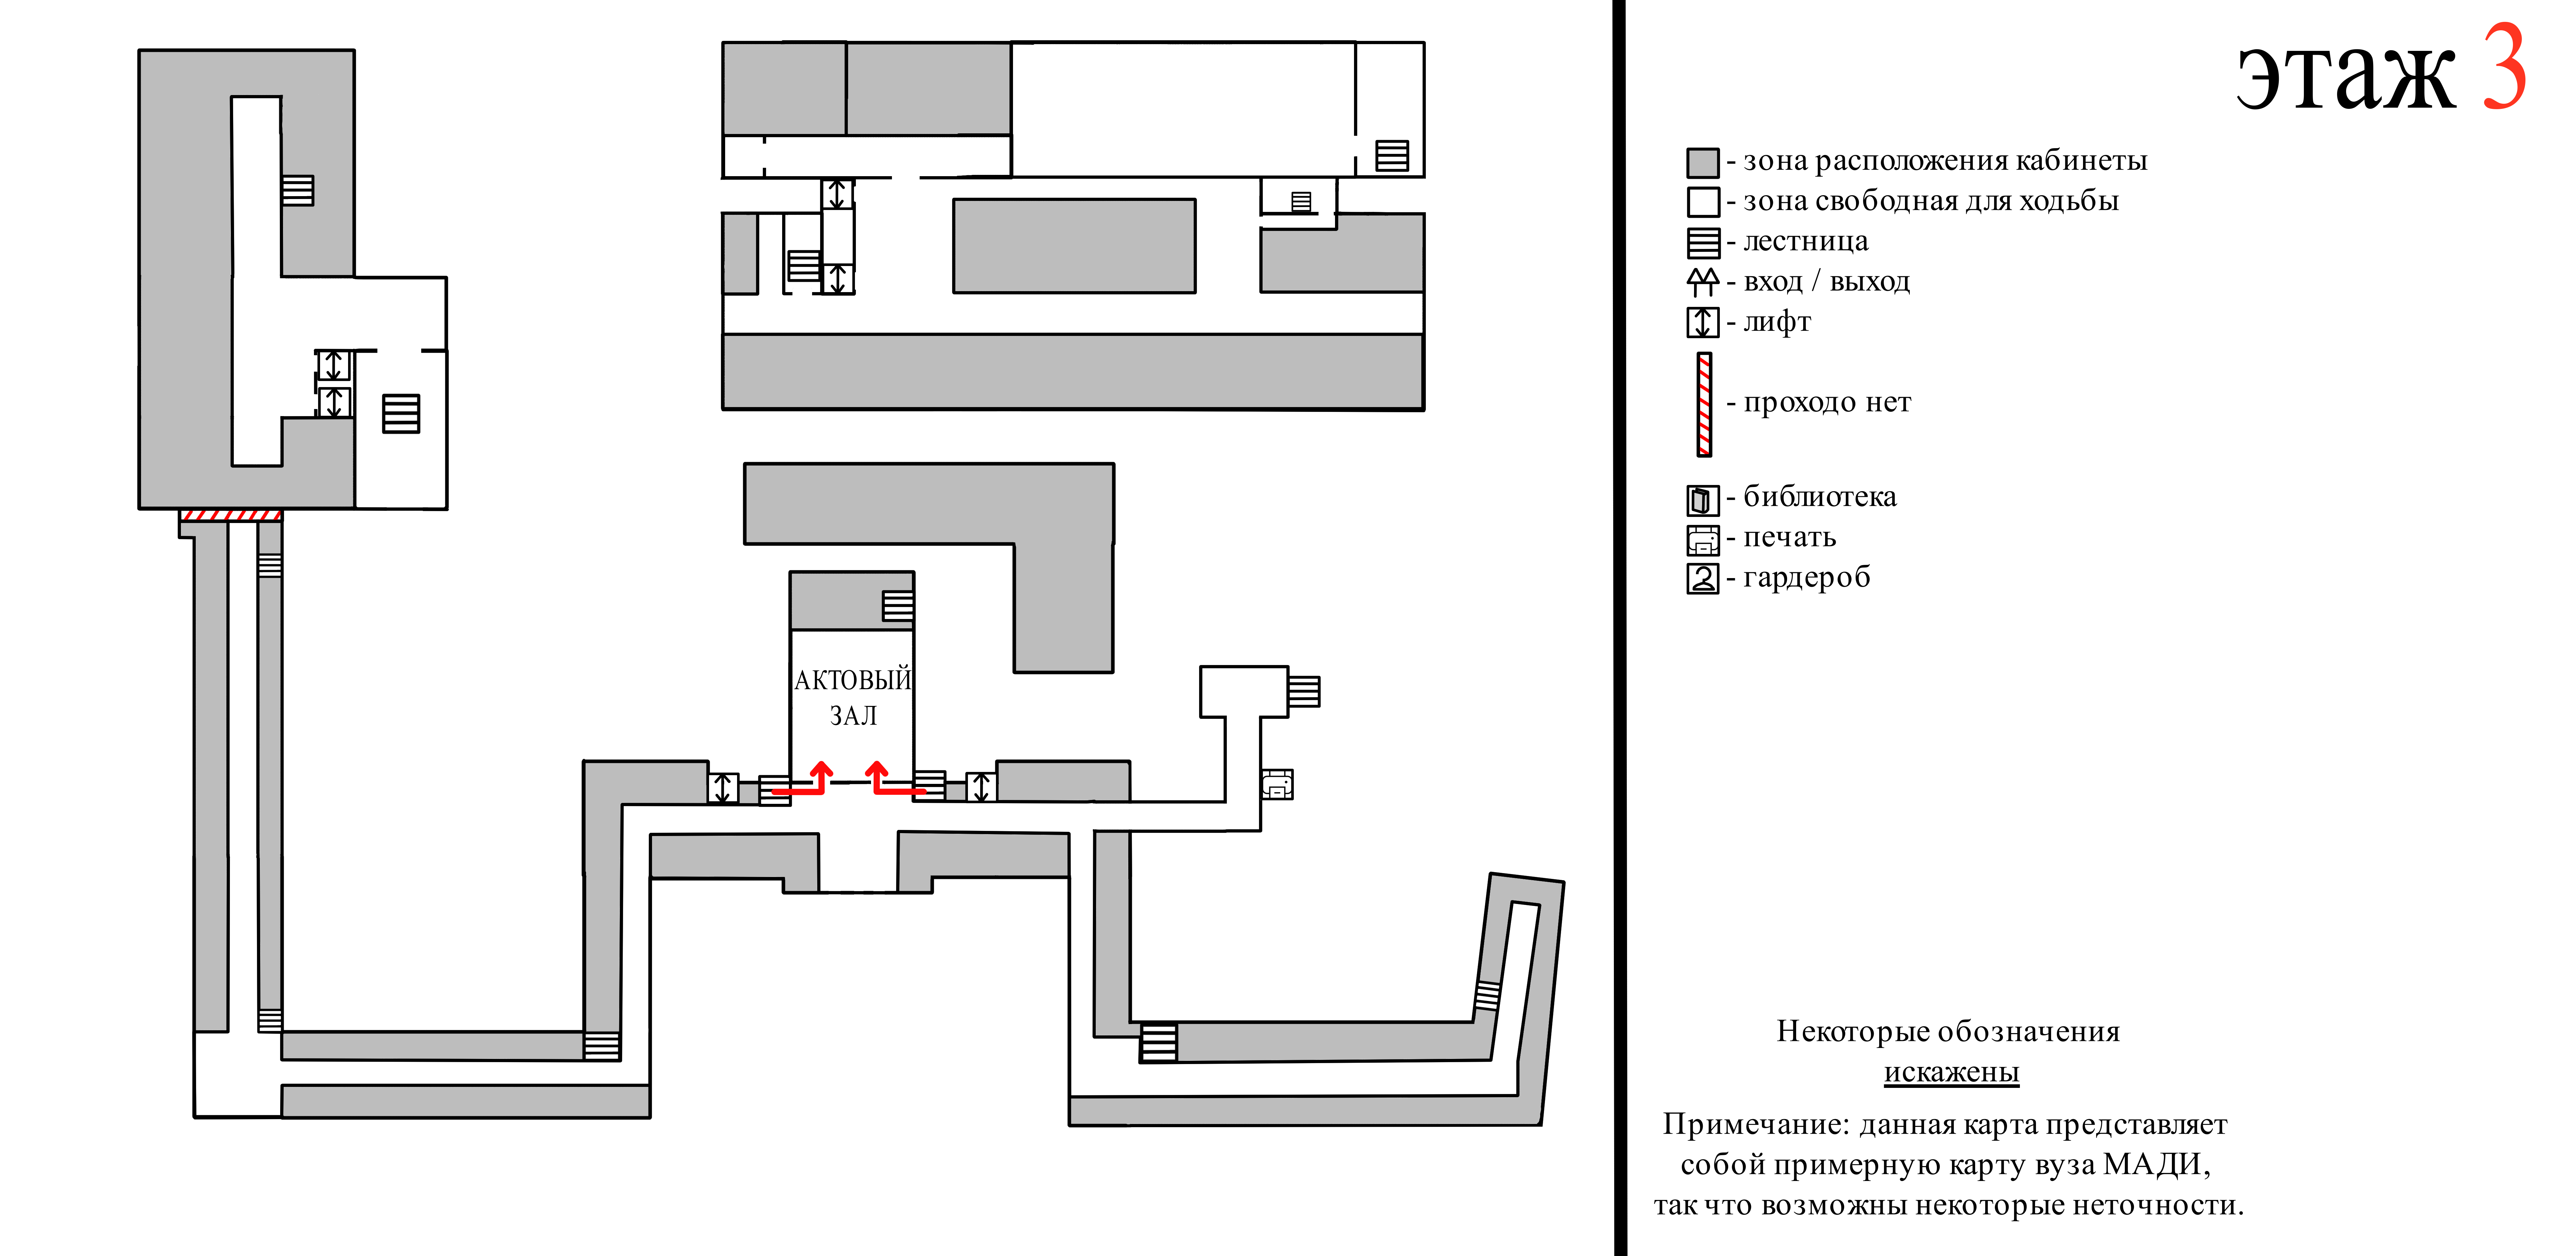 этаж 3
- зона расположения кабинеты
- зона свободная для ходьбы
- лестница
- вход / выход
- лифт
- проходо нет
- библиотека
- печать
- гардероб
АКТОВЫЙ
ЗАЛ
Некоторые обозначения
искажены
Примечание: данная карта представляет
собой примерную карту вуза МАДИ,
так что возможны некоторые неточности.